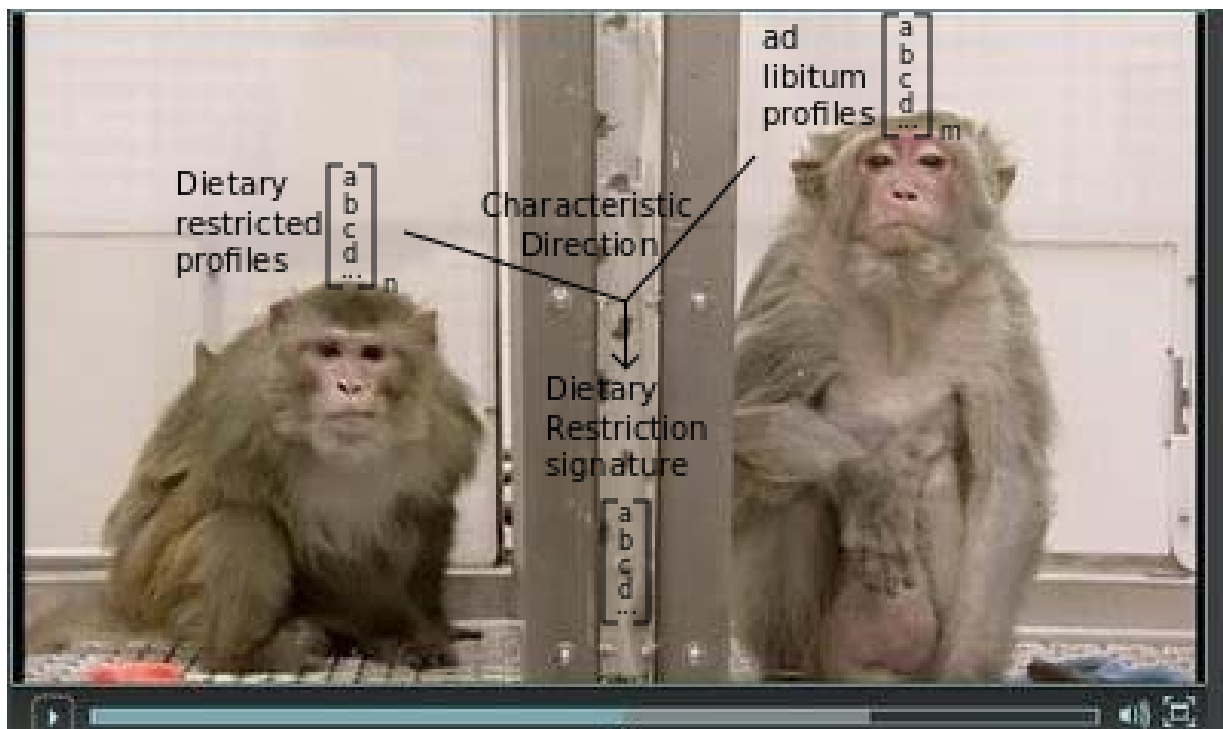 Dietary
restricted
profiles
a
b
c
d
...
n
Characteristic
Direction
ad
libitum
profiles
a
b
c
d
...
m
Dietary
Restriction
signature
a
b
c
d
...